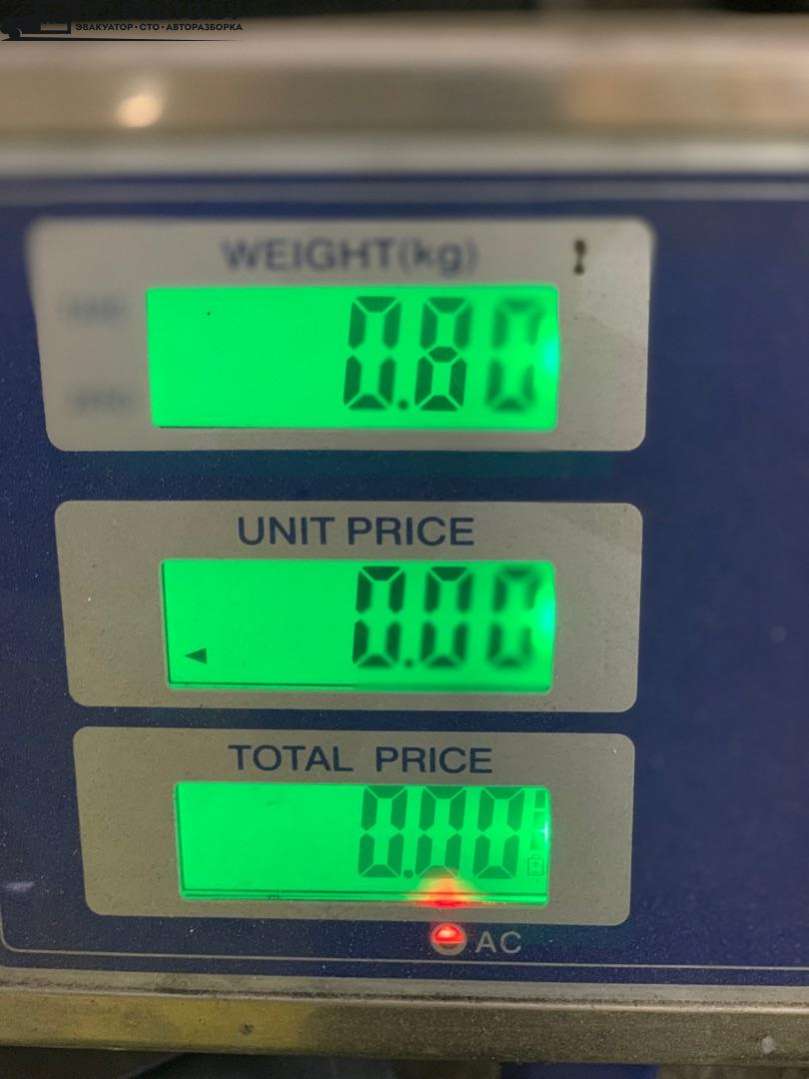 ЭВАКУАТОР • СТО • АВТОРАЗБОРКА
WEIGHT(kg)
0.80
UNIT PRICE
0.00
TOTAL PRICE
0.00
AC